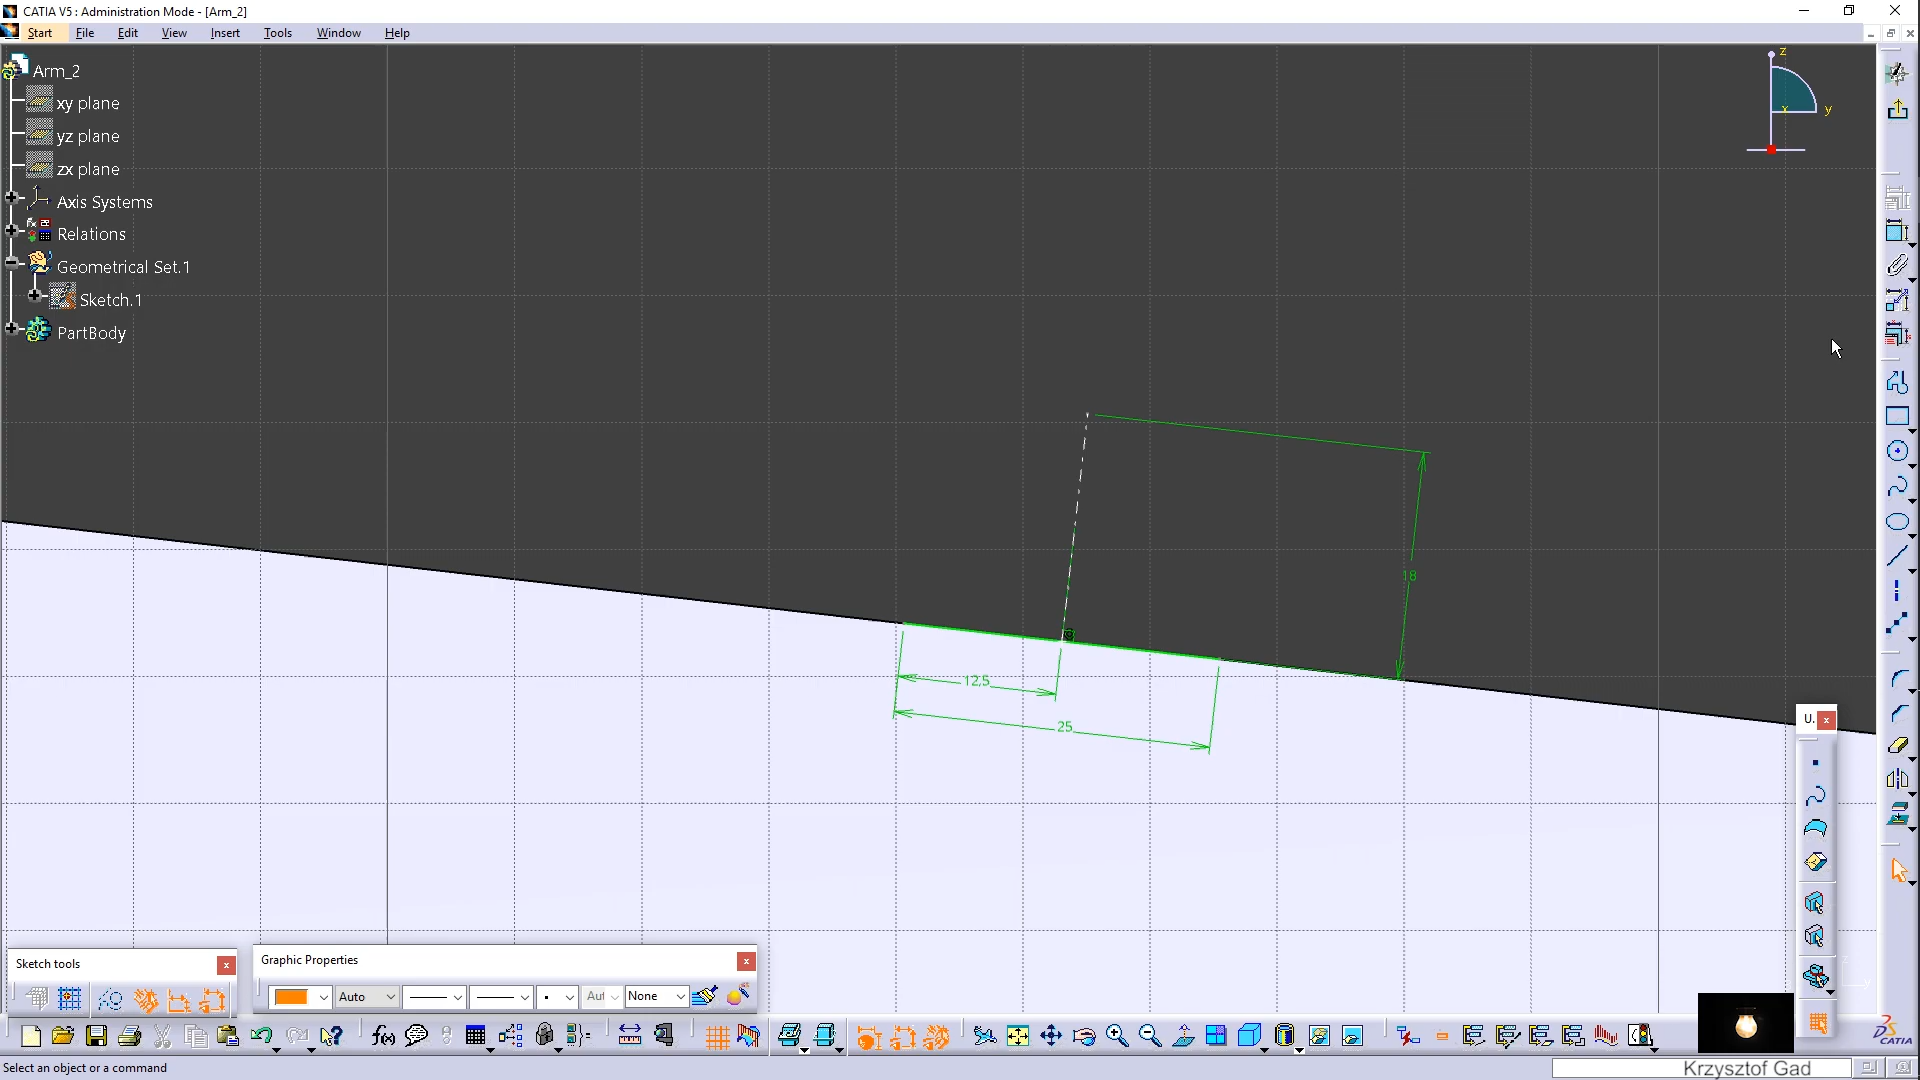 CATIA V5 : Administration Mode - [Arm_2]
Start File Edit View Insert Tools Window Help
Arm_2
xy plane
yz plane
zx plane
Axis Systems
Relations
Geometrical Set.1
Sketch.1
PartBody
z
x
y
18
12,5
25
U.
Sketch tools
Graphic Properties
Auto
Aut
None
f(x)
CATIA
Select an object or a command
Krzysztof Gad